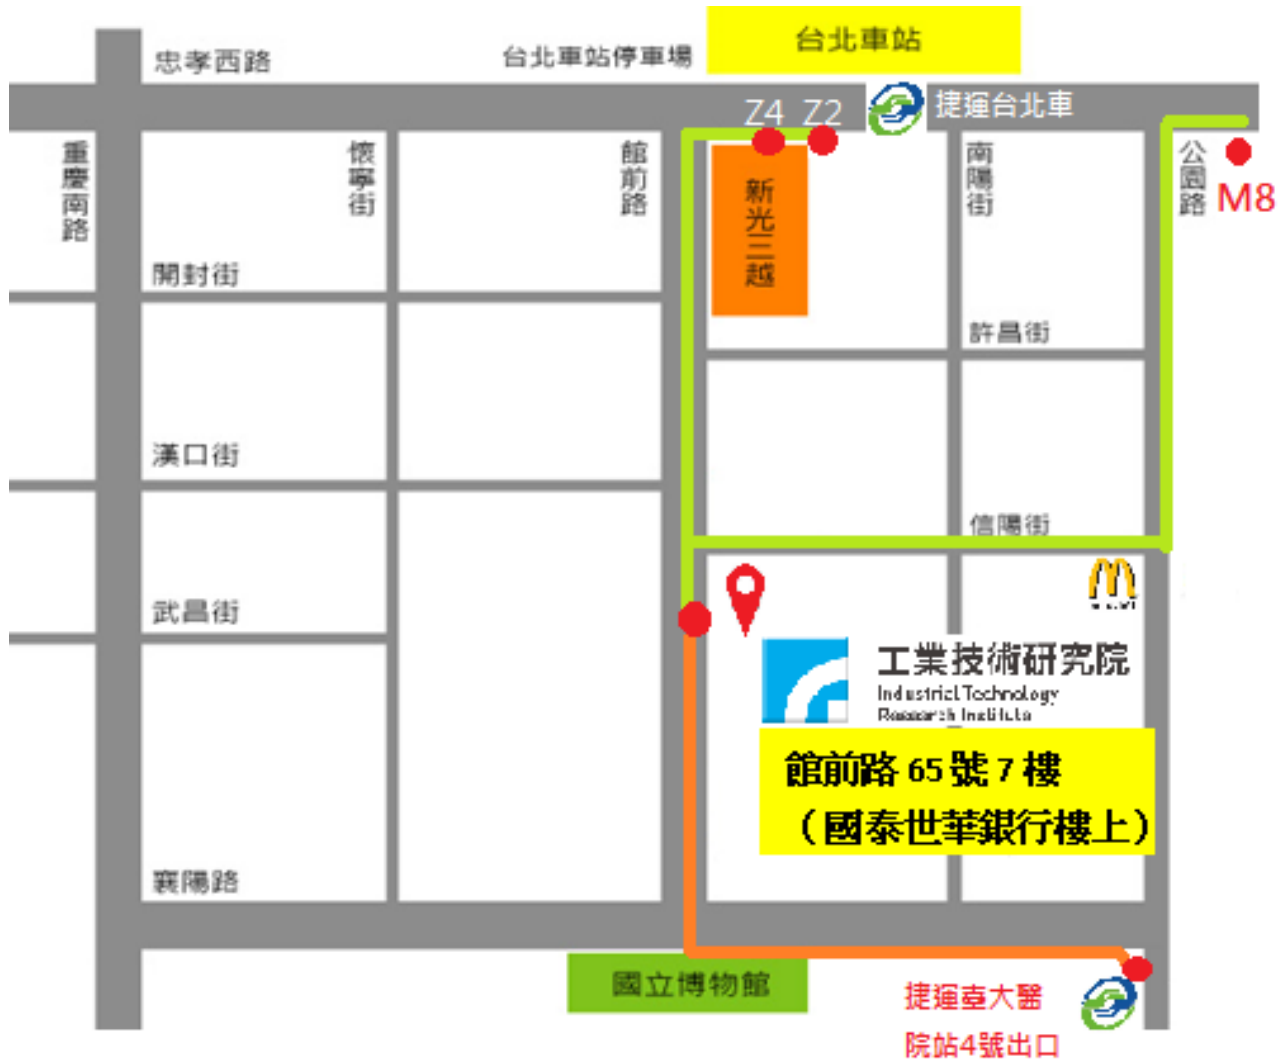 台北車站
忠孝西路
台北車站停車場
捷運台北車
Z4
Z2
重慶南路
懷寧街
館前路
新光三越
南陽街
公園路
M8
開封街
許昌街
漢口街
信陽街
武昌街
工業技術研究院
Industrial Technology
Research Institute
館前路 65 號 7 樓
（國泰世華銀行樓上）
襄陽路
國立博物館
捷運臺大醫
院站4號出口